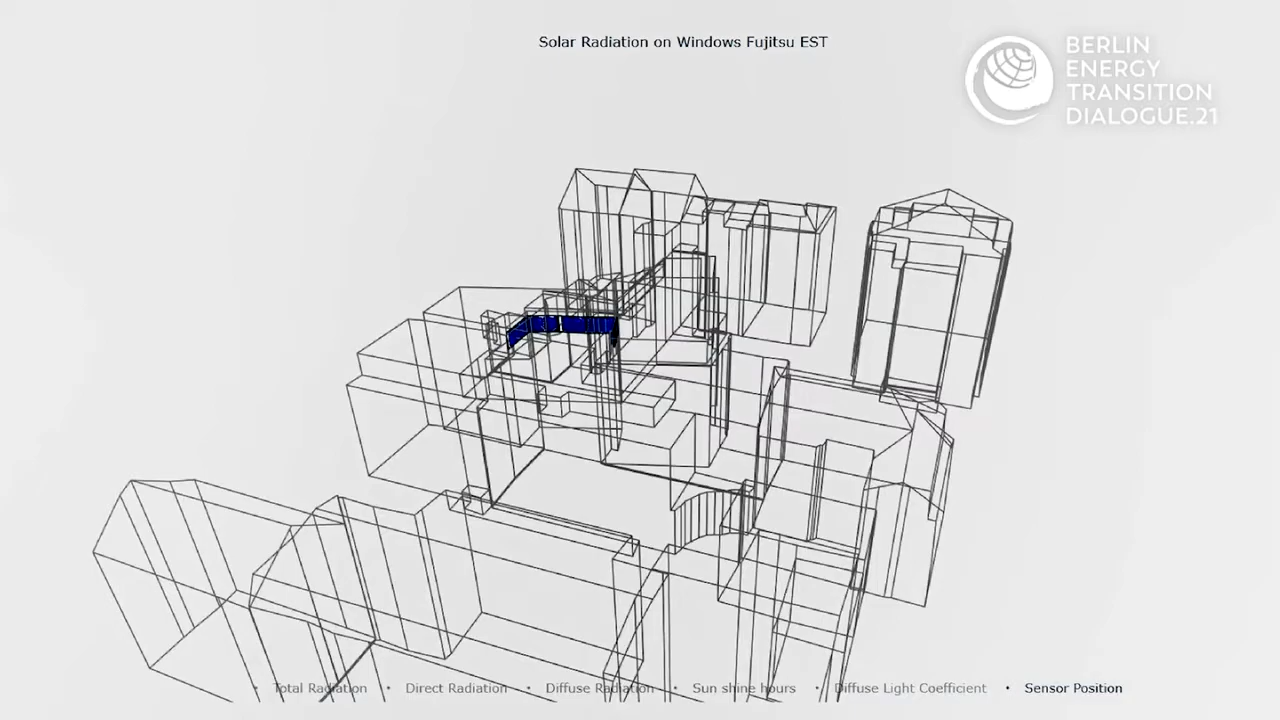 Solar Radiation on Windows Fujitsu EST
BERLIN
ENERGY
TRANSITION
DIALOGUE.21
• Total Radiation • Direct Radiation • Diffuse Radiation • Sun shine hours • Diffuse Light Coefficient • Sensor Position